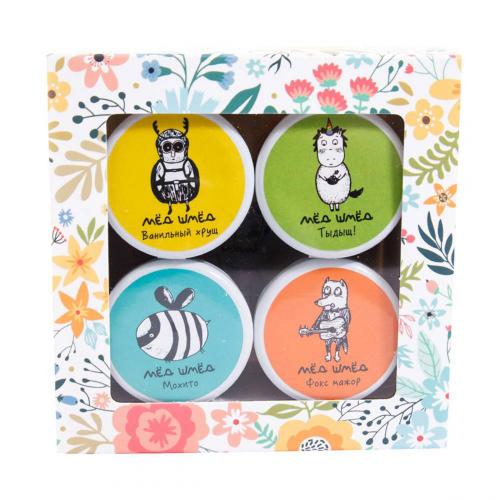 мёд шмёд
Ванильный хрущ
мёд шмёд
Тыдыщ!
мёд шмёд
Мохито
мёд шмёд
Фокс мажор